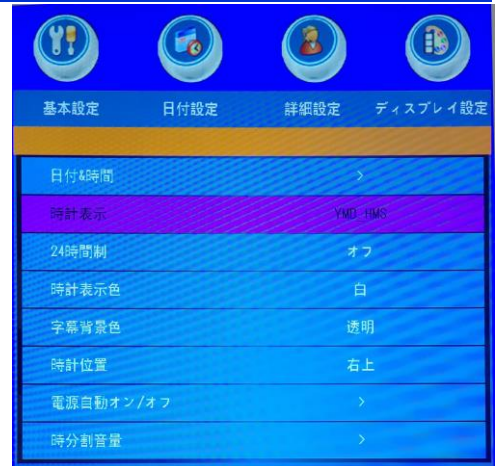 基本設定 日付設定 詳細設定 ディスプレイ設定
日付&時間 >
時計表示 YMD HMS
24時間制 オフ
時計表示色 白
字幕背景色 透明
時計位置 右上
電源自動オン/オフ >
時分割音量 >